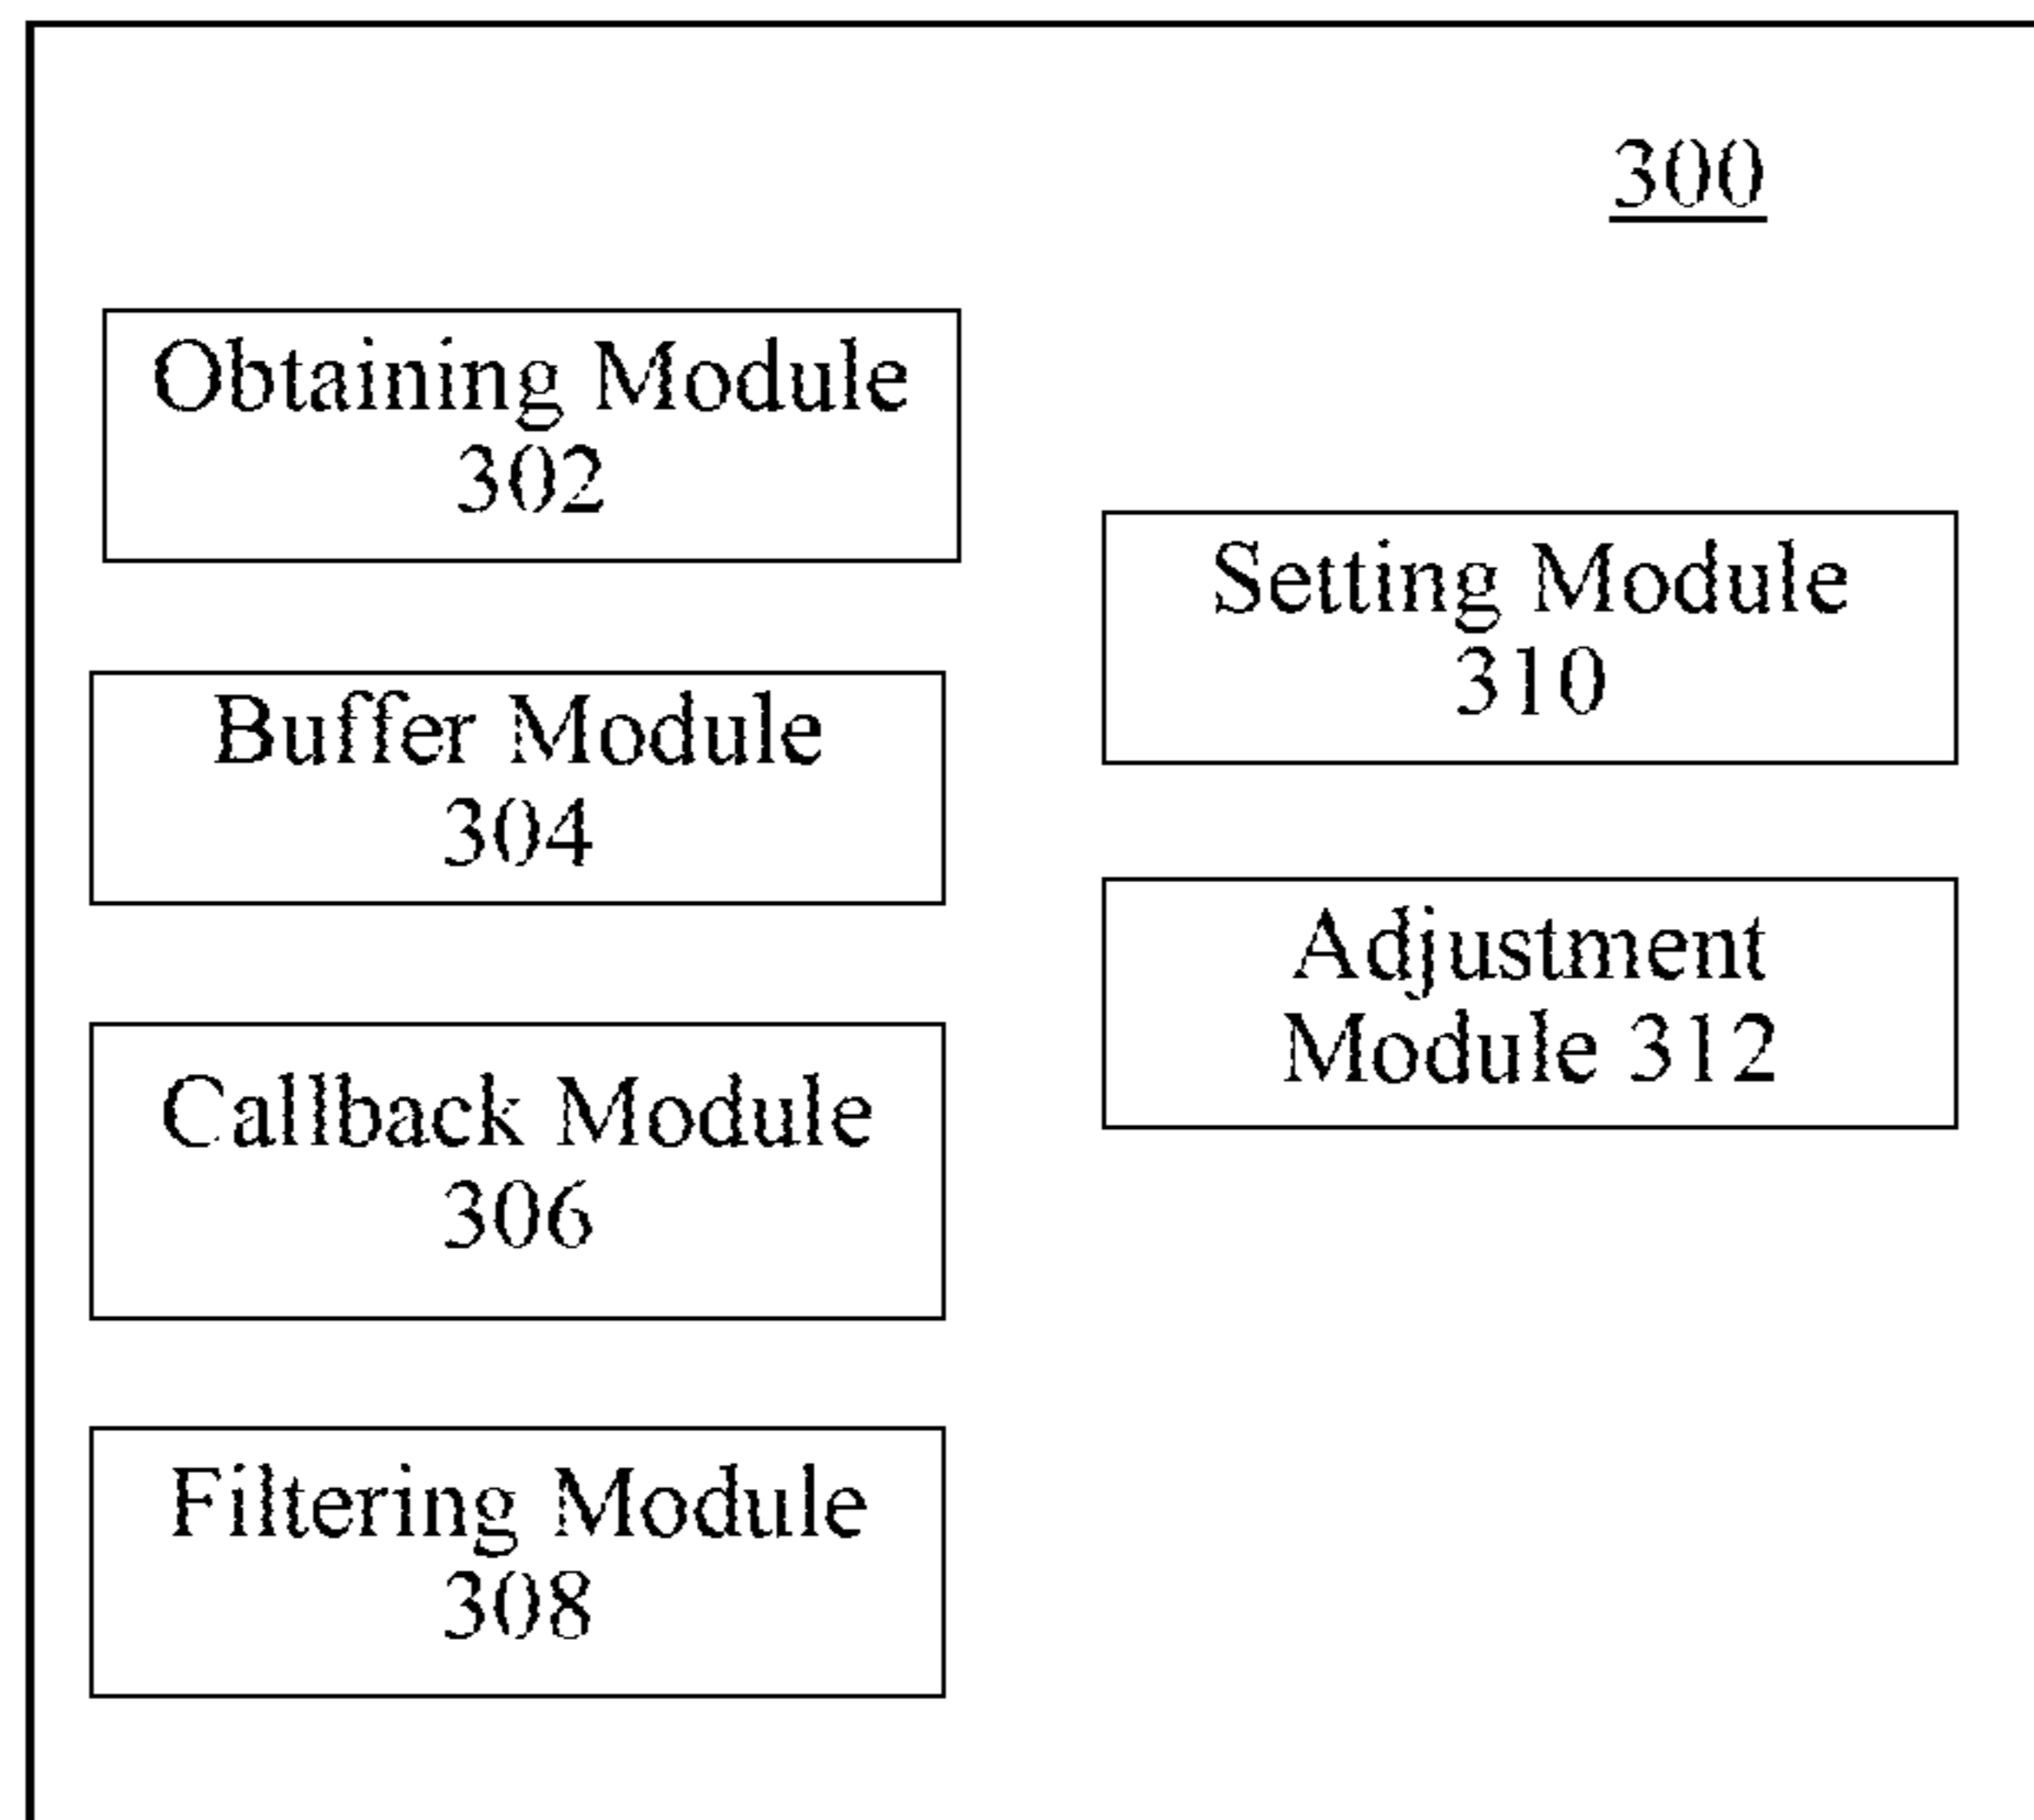 300
Obtaining Module
302
Buffer Module
304
Callback Module
306
Filtering Module
308
Setting Module
310
Adjustment
Module 312